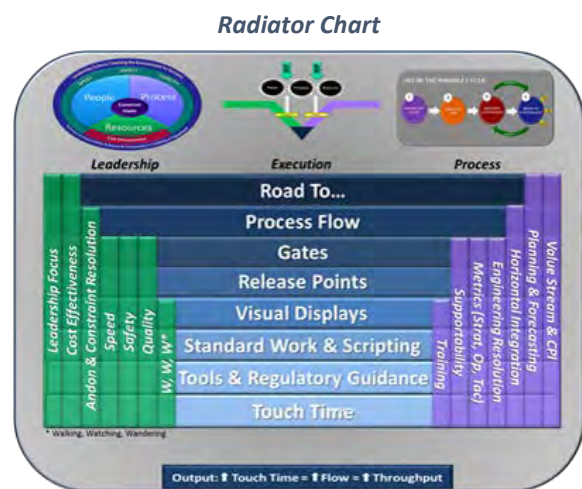 Radiator Chart
People
Process
Resources
Leadership
Execution
Process
Road To...
Process Flow
Gates
Release Points
Visual Displays
Standard Work & Scripting
Tools & Regulatory Guidance
Touch Time
Leadership Focus
Cost Effectiveness
Andon & Constraint Resolution
Speed
Safety
Quality
W, W, W*
Training
Supportability
Metrics (Strat, Op, Tac)
Engineering Resolution
Horizontal Integration
Planning & Forecasting
Value Stream & CPI
* Walking, Watching, Wandering
Output: ⬆ Touch Time = ⬆ Flow = ⬆ Throughput